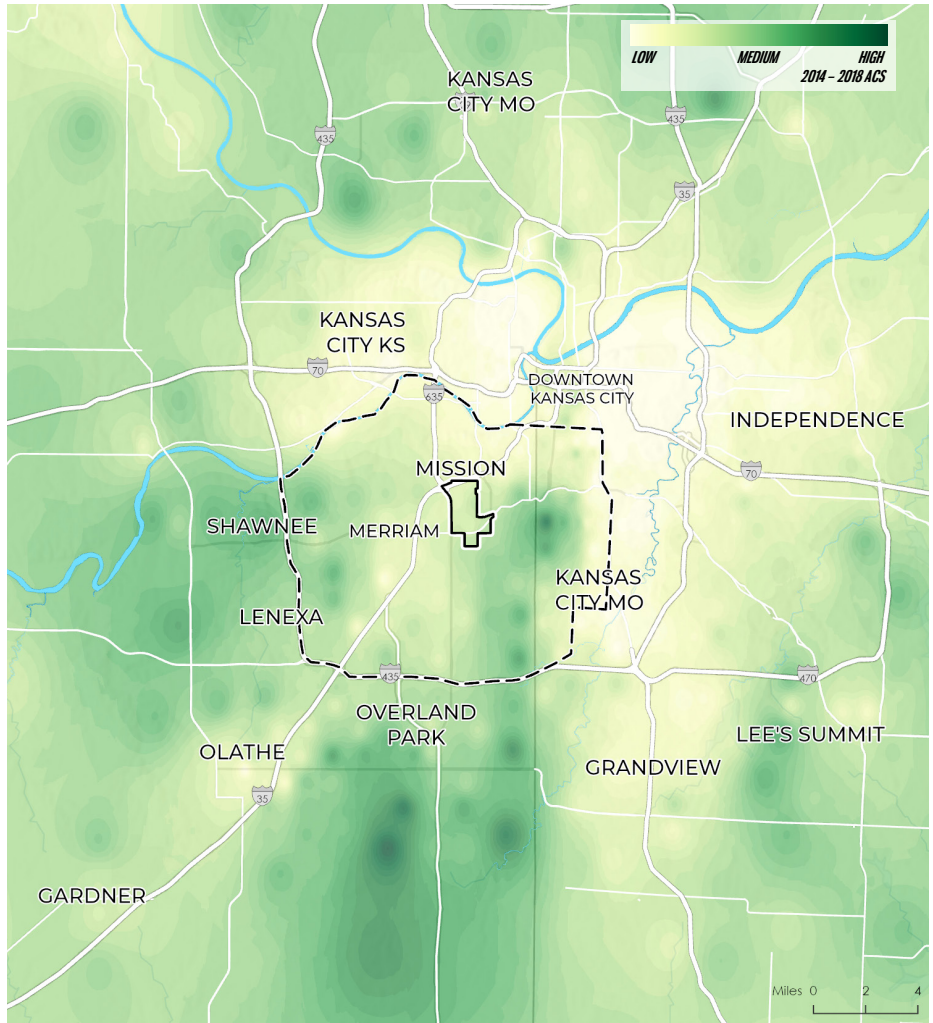 LOW MEDIUM HIGH
2014 – 2018 ACS
KANSAS
CITY MO
435
435
35
KANSAS
CITY KS
70
DOWNTOWN
KANSAS CITY
635
INDEPENDENCE
MISSION
70
SHAWNEE
MERRIAM
KANSAS
CITY MO
LENEXA
435
470
OVERLAND
PARK
LEE'S SUMMIT
OLATHE
GRANDVIEW
35
GARDNER
Miles 0 2 4